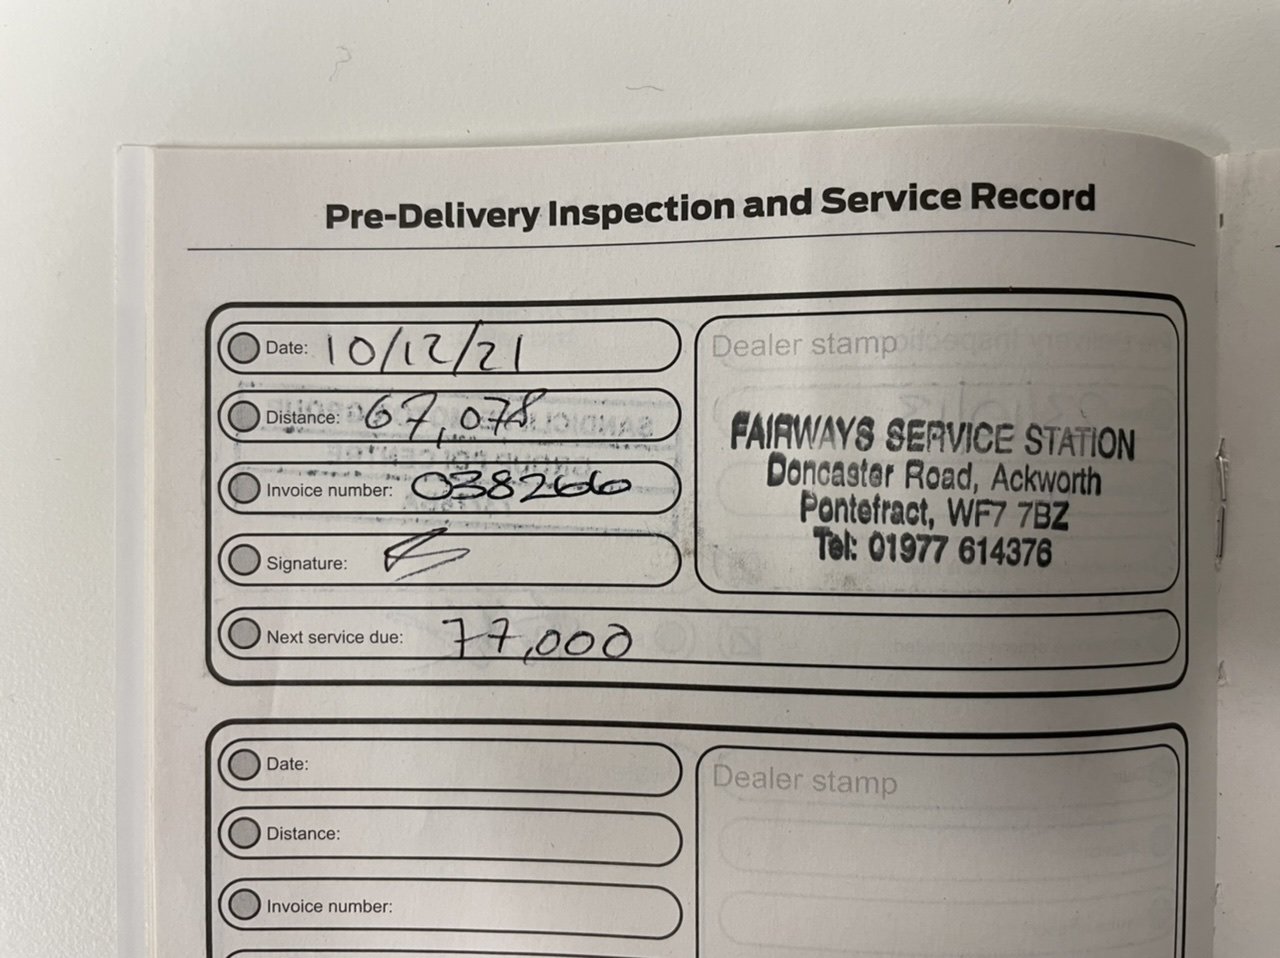 Pre-Delivery Inspection and Service Record
Date: 10/12/21
Distance: 67,078
Invoice number: 038266
Signature:
Next service due: 77,000
Dealer stamp
FAIRWAYS SERVICE STATION
Doncaster Road, Ackworth
Pontefract, WF7 7BZ
Tel: 01977 614376
Date:
Distance:
Invoice number:
Dealer stamp